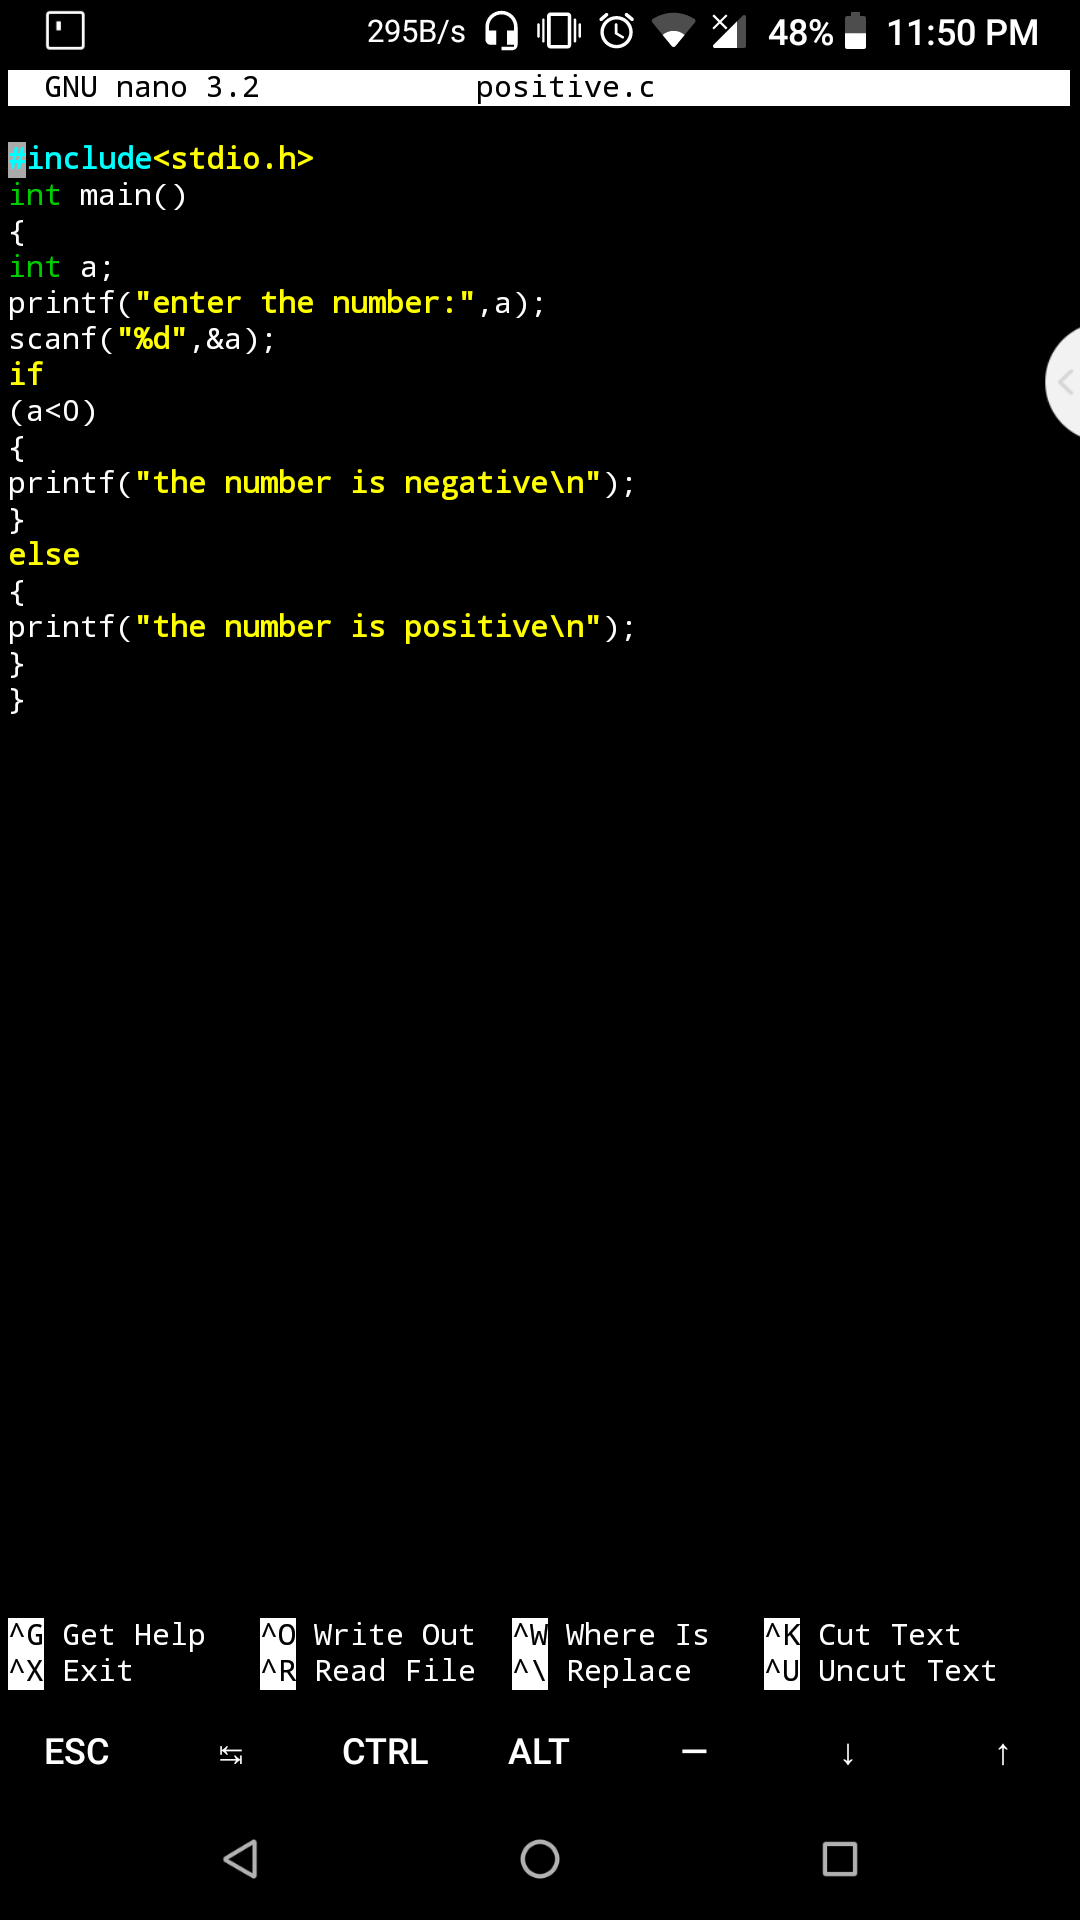 295B/s 48% 11:50 PM
GNU nano 3.2 positive.c
#include<stdio.h>
int main()
{
int a;
printf("enter the number:",a);
scanf("%d",&a);
if
(a<0)
{
printf("the number is negative\n");
}
else
{
printf("the number is positive\n");
}
}
^G Get Help ^O Write Out ^W Where Is ^K Cut Text
^X Exit ^R Read File ^\ Replace ^U Uncut Text
ESC ↹ CTRL ALT — ↓ ↑